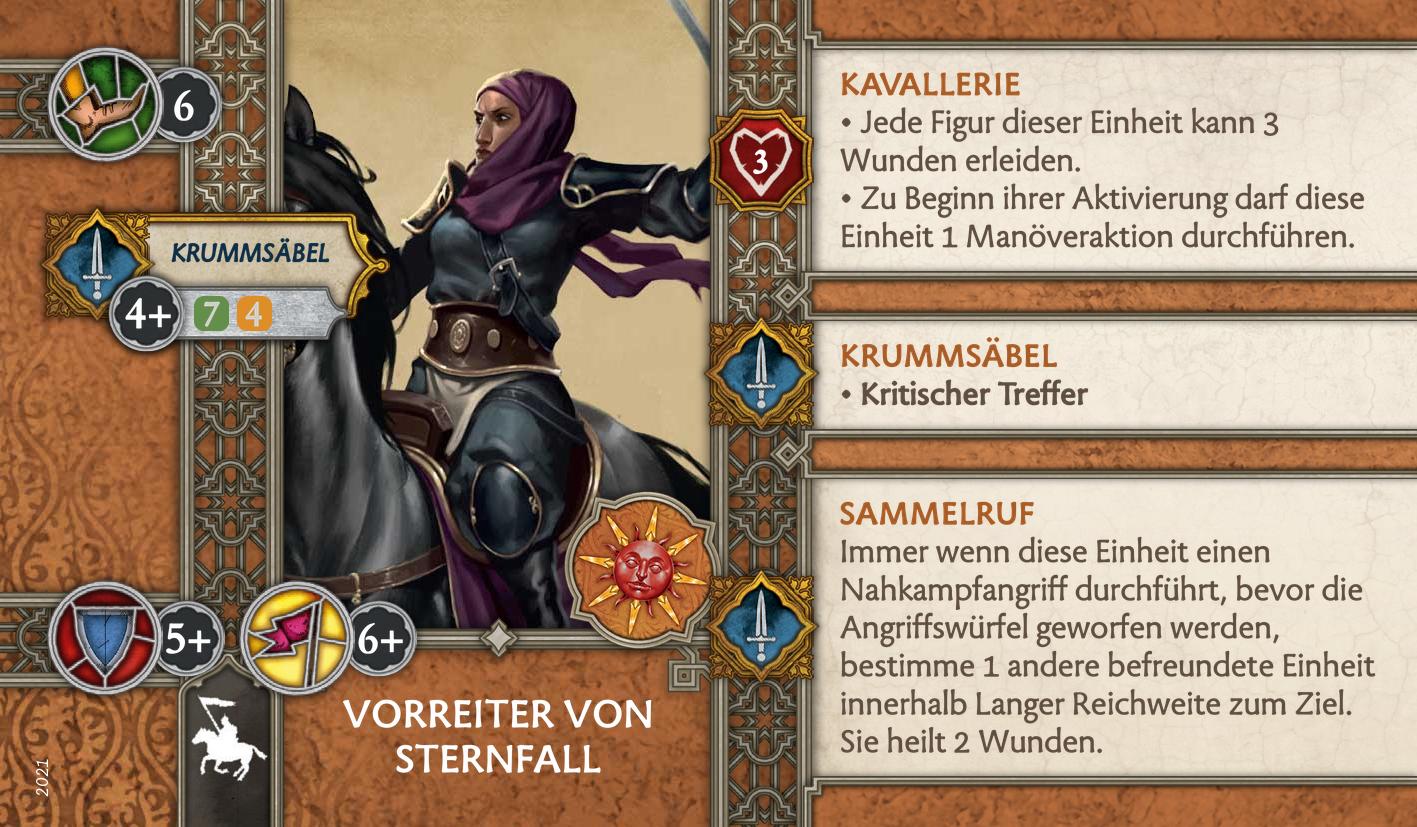 6
KRUMMSÄBEL
4+ 7 4
5+ 6+
VORREITER VON
STERNFALL
2021
3
KAVALLERIE
• Jede Figur dieser Einheit kann 3
Wunden erleiden.
• Zu Beginn ihrer Aktivierung darf diese
Einheit 1 Manöveraktion durchführen.
KRUMMSÄBEL
• Kritischer Treffer
SAMMELRUF
Immer wenn diese Einheit einen
Nahkampfangriff durchführt, bevor die
Angriffswürfel geworfen werden,
bestimme 1 andere befreundete Einheit
innerhalb Langer Reichweite zum Ziel.
Sie heilt 2 Wunden.